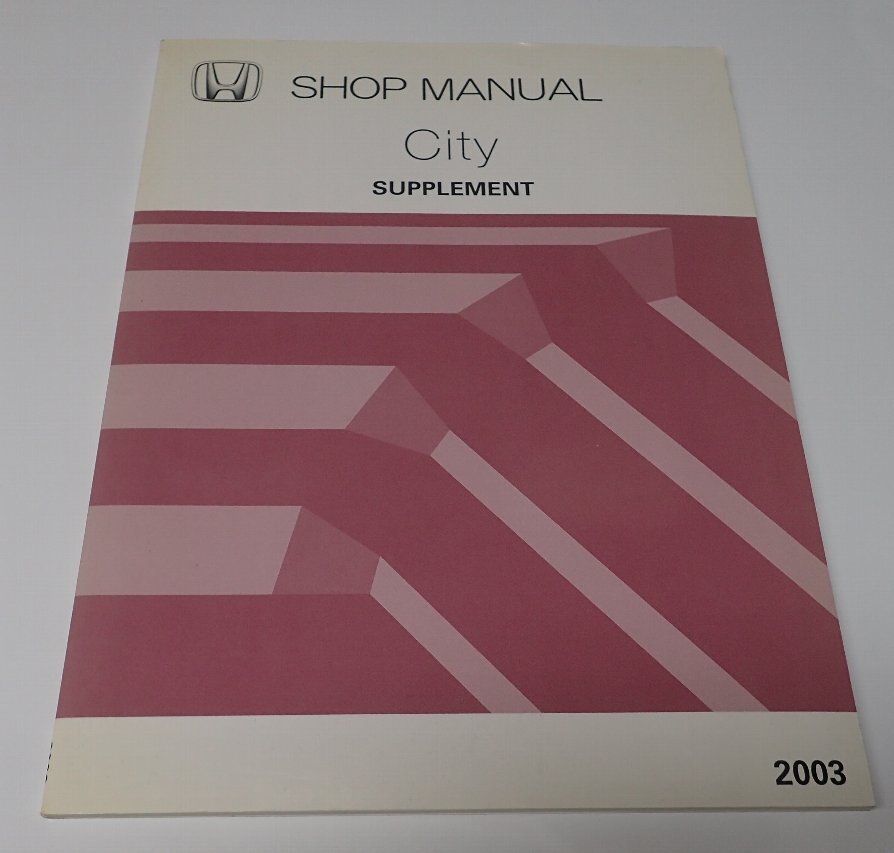 SHOP MANUAL
City
SUPPLEMENT
2003